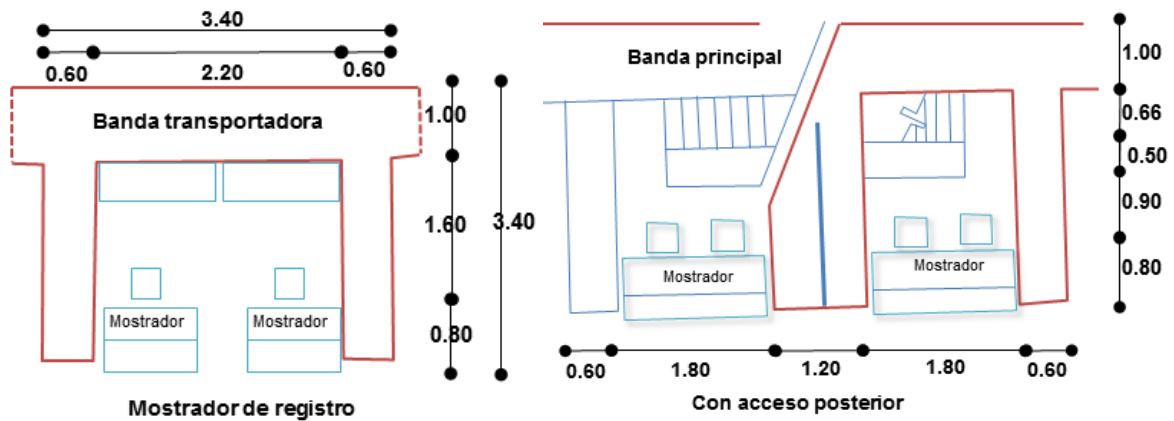 3.40
0.60 2.20 0.60
Banda transportadora
1.00
1.60
3.40
0.80
Mostrador
Mostrador
Mostrador de registro
Banda principal
1.00
0.66
0.50
0.90
0.80
Mostrador
Mostrador
0.60 1.80 1.20 1.80 0.60
Con acceso posterior